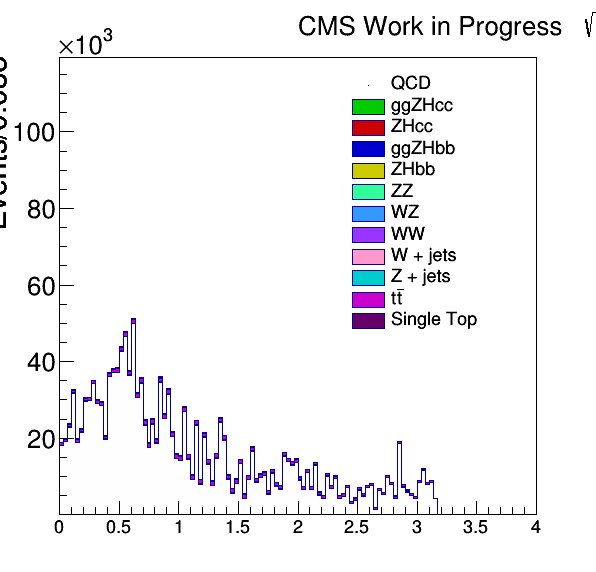 CMS Work in Progress √
×10³
QCD
ggZHcc
ZHcc
ggZHbb
ZHbb
ZZ
WZ
WW
W + jets
Z + jets
tt̄
Single Top
100
80
60
40
20
0 0.5 1 1.5 2 2.5 3 3.5 4